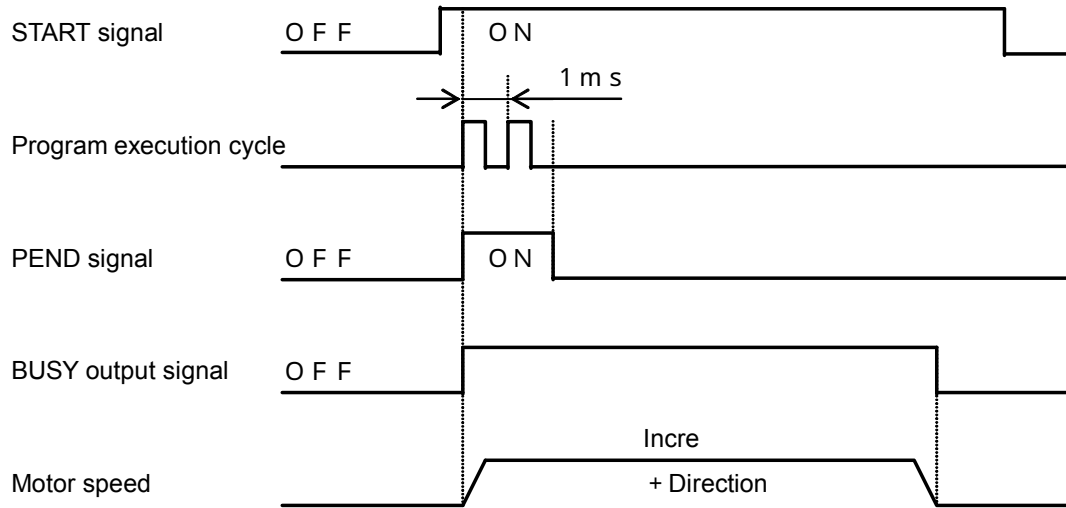 START signal OFF ON
1 ms
Program execution cycle
PEND signal OFF ON
BUSY output signal OFF
Incre
Motor speed + Direction